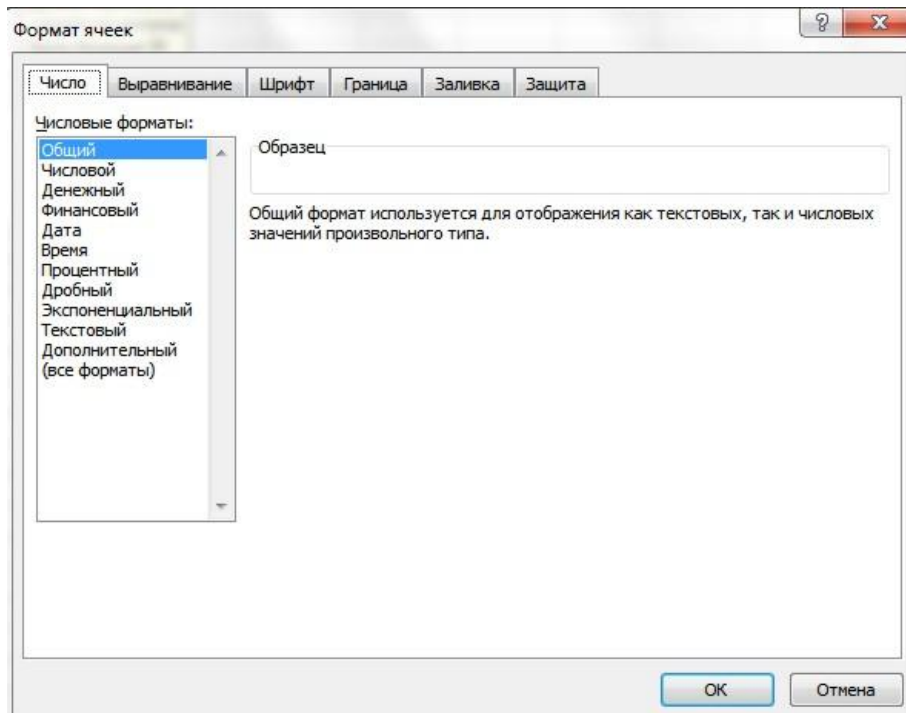 Формат ячеек
Число Выравнивание Шрифт Граница Заливка Защита
Числовые форматы:
Общий
Числовой
Денежный
Финансовый
Дата
Время
Процентный
Дробный
Экспоненциальный
Текстовый
Дополнительный
(все форматы)
Образец
Общий формат используется для отображения как текстовых, так и числовых
значений произвольного типа.
ОК Отмена